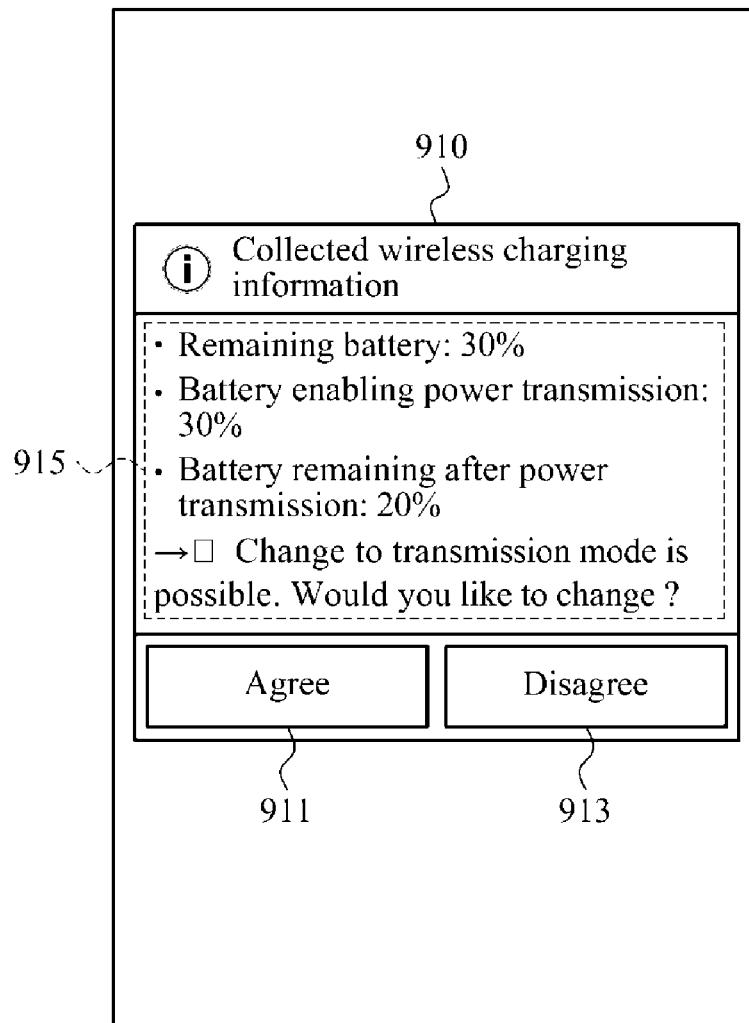 910
Collected wireless charging
information
· Remaining battery: 30%
· Battery enabling power transmission:
30%
915
· Battery remaining after power
transmission: 20%
→□ Change to transmission mode is
possible. Would you like to change ?
Agree
Disagree
911
913